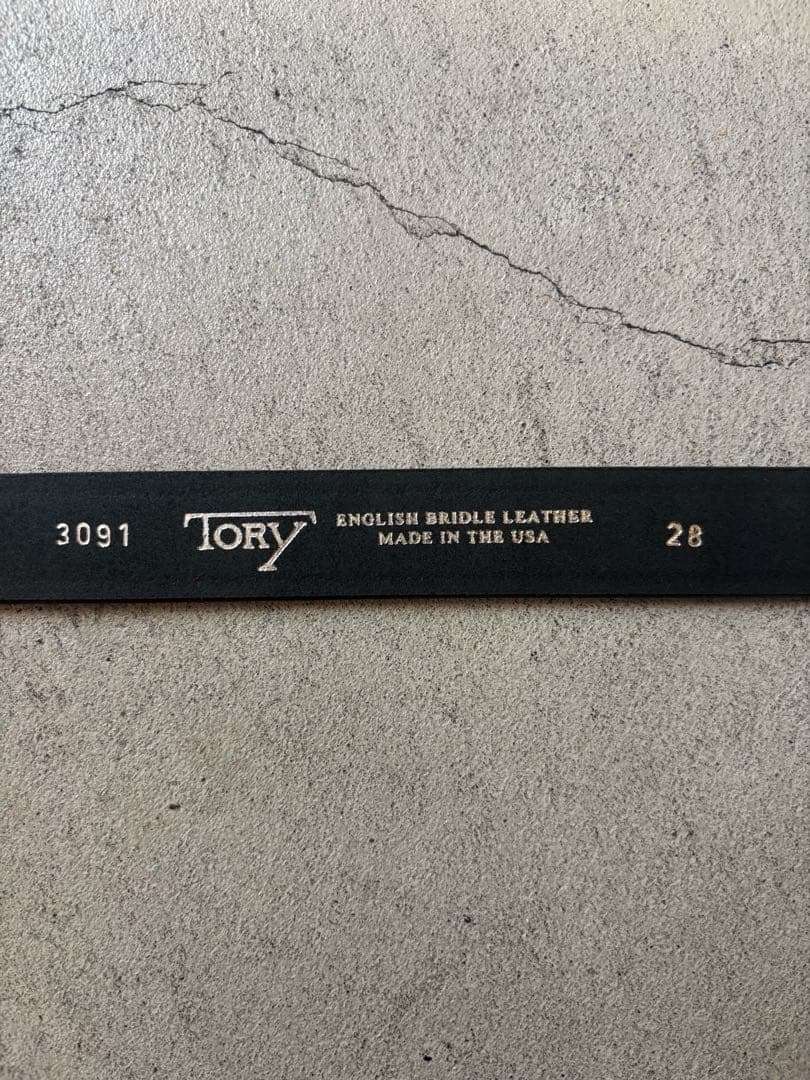 3091
TORY
ENGLISH BRIDLE LEATHER
MADE IN THE USA
28